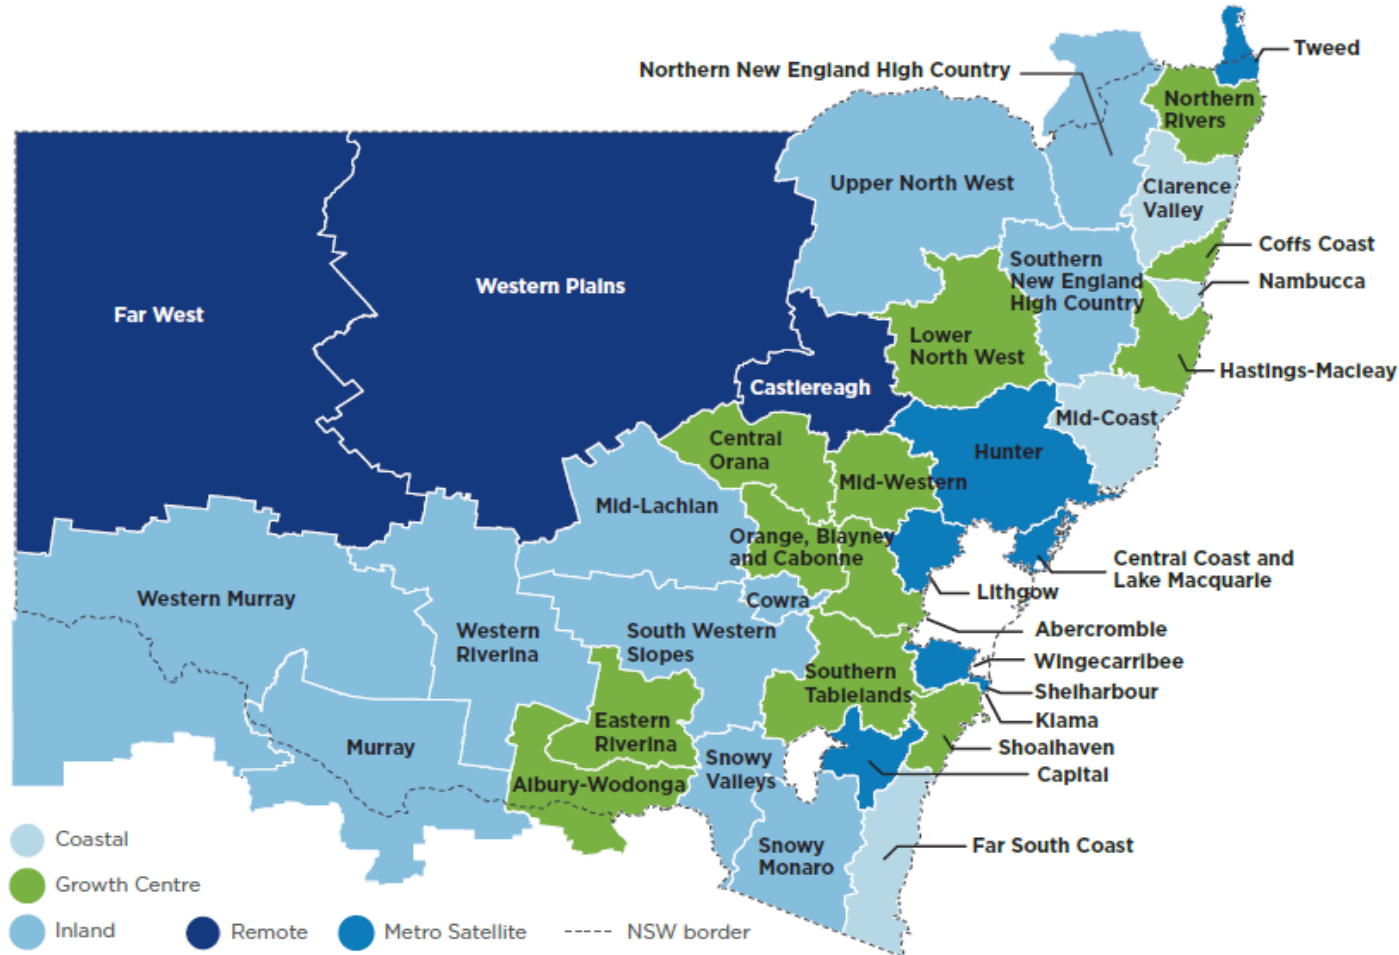 Tweed
Northern New England High Country
Northern
Rivers
Upper North West
Clarence
Valley
Coffs Coast
Southern
New England
High Country
Nambucca
Western Plains
Far West
Lower
North West
Hastings-Macleay
Castlereagh
Mid-Coast
Central
Orana
Hunter
Mid-Western
Mid-Lachlan
Orange, Blayney
and Cabonne
Central Coast and
Lake Macquarie
Lithgow
Western Murray
Cowra
Abercrombie
Western
Riverina
South Western
Slopes
Wingecarribee
Southern
Tablelands
Shelharbour
Kiama
Eastern
Riverina
Murray
Shoalhaven
Snowy
Valleys
Capital
Albury-Wodonga
Snowy
Monaro
Far South Coast
Coastal
Growth Centre
Inland
Remote
Metro Satellite
NSW border